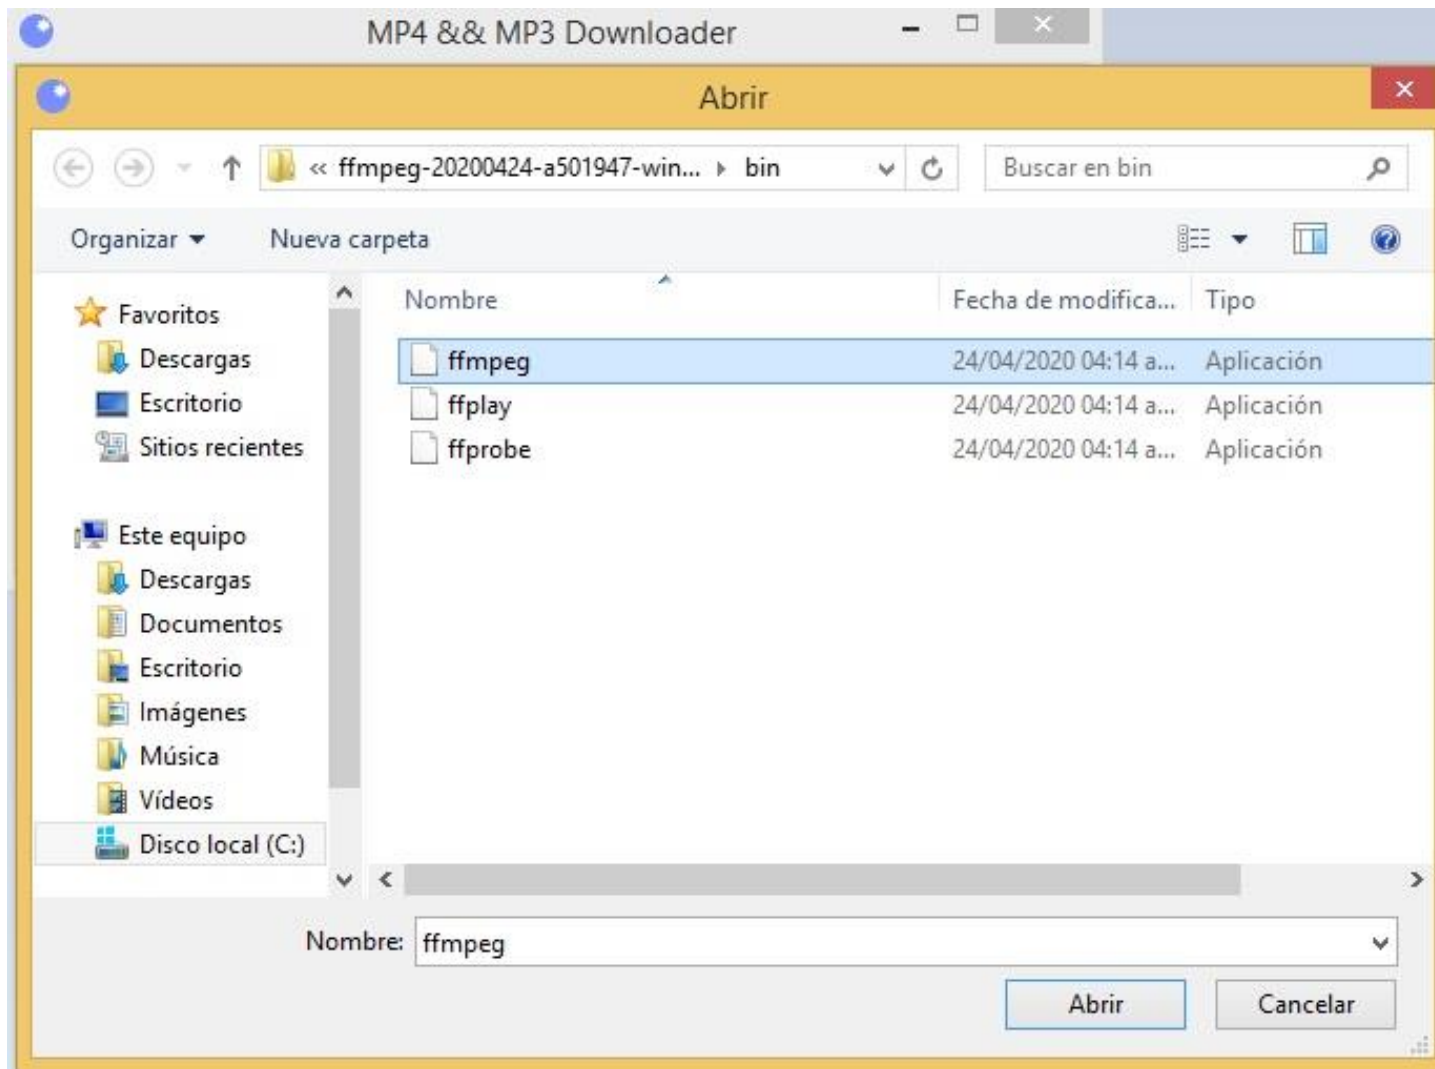 MP4 && MP3 Downloader
Abrir
« ffmpeg-20200424-a501947-win... bin
Buscar en bin
Organizar
Nueva carpeta
Nombre
Fecha de modifica...
Tipo
Favoritos
Descargas
Escritorio
Sitios recientes
Este equipo
Descargas
Documentos
Escritorio
Imágenes
Música
Vídeos
Disco local (C:)
ffmpeg 24/04/2020 04:14 a... Aplicación
ffplay 24/04/2020 04:14 a... Aplicación
ffprobe 24/04/2020 04:14 a... Aplicación
Nombre: ffmpeg
Abrir
Cancelar